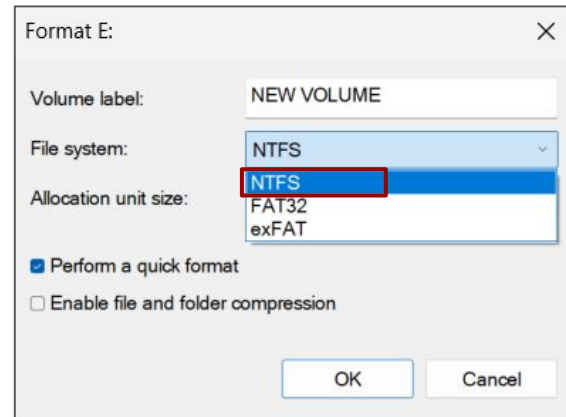 Format E:
Volume label: NEW VOLUME
File system: NTFS
NTFS
Allocation unit size:
FAT32
exFAT
Perform a quick format
Enable file and folder compression
OK Cancel